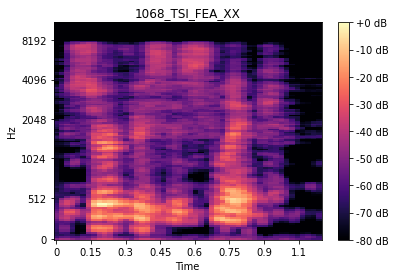 1068_TSI_FEA_XX
+0 dB
8192
-10 dB
4096
-20 dB
-30 dB
2048
Hz
-40 dB
1024
-50 dB
-60 dB
512
-70 dB
0
-80 dB
0 0.15 0.3 0.45 0.6 0.75 0.9 1.1
Time